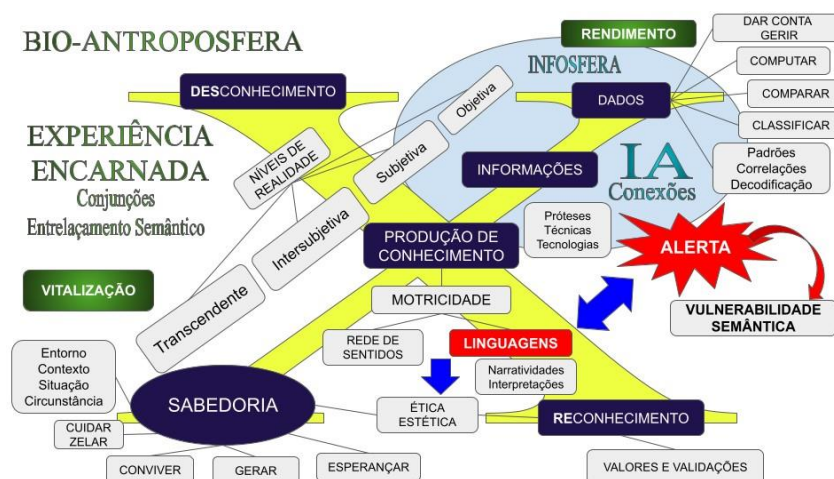 BIO-ANTROPOSFERA
RENDIMENTO
DAR CONTA
GERIR
INFOSFERA
COMPUTAR
DESCONHECIMENTO
DADOS
COMPARAR
Objetiva
EXPERIÊNCIA
ENCARNADA
Conjunções
Entrelaçamento Semântico
NÍVEIS DE
REALIDADE
Subjetiva
INFORMAÇÕES
IA
Conexões
CLASSIFICAR
Padrões
Correlações
Decodificação
Intersubjetiva
PRODUÇÃO DE
CONHECIMENTO
Próteses
Técnicas
Tecnologias
ALERTA
VITALIZAÇÃO
Transcendente
MOTRICIDADE
VULNERABILIDADE
SEMÂNTICA
REDE DE
SENTIDOS
LINGUAGENS
Narratividades
Interpretações
Entorno
Contexto
Situação
Circunstância
SABEDORIA
ÉTICA
ESTÉTICA
RECONHECIMENTO
CUIDAR
ZELAR
CONVIVER
GERAR
ESPERANÇAR
VALORES E VALIDAÇÕES